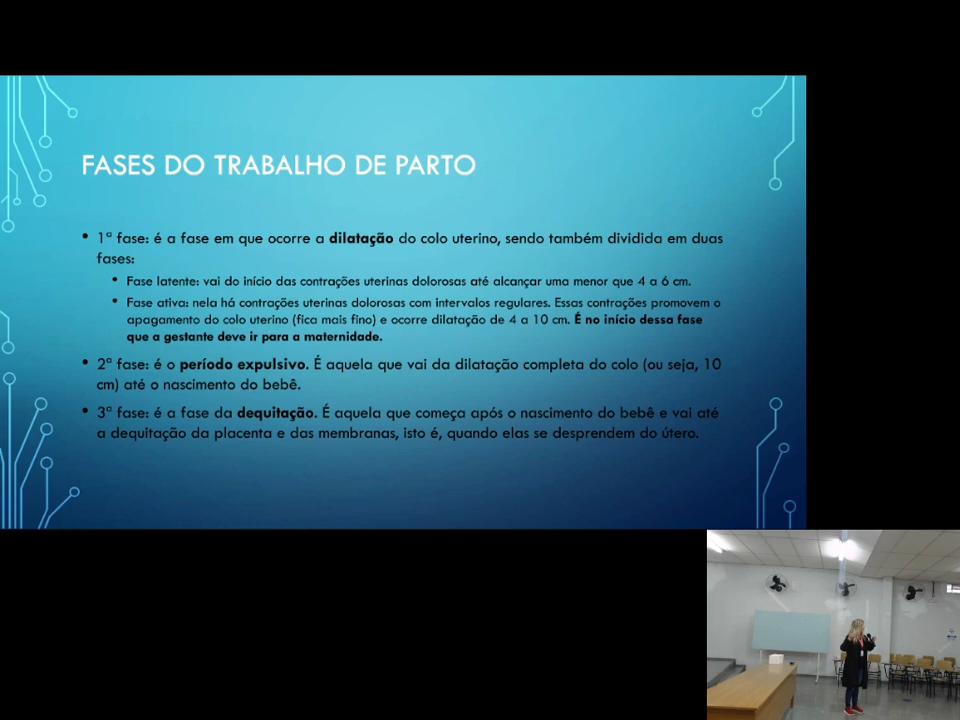 FASES DO TRABALHO DE PARTO
• 1ª fase: é a fase em que ocorre a dilatação do colo uterino, sendo também dividida em duas
fases:
• Fase latente: vai do início das contrações uterinas dolorosas até alcançar uma menor que 4 a 6 cm.
• Fase ativa: nela há contrações uterinas dolorosas com intervalos regulares. Essas contrações promovem o
apagamento do colo uterino (fica mais fino) e ocorre dilatação de 4 a 10 cm. É no início dessa fase
que a gestante deve ir para a maternidade.
• 2ª fase: é o período expulsivo. É aquela que vai da dilatação completa do colo (ou seja, 10
cm) até o nascimento do bebê.
• 3ª fase: é a fase da dequitação. É aquela que começa após o nascimento do bebê e vai até
a dequitação da placenta e das membranas, isto é, quando elas se desprendem do útero.